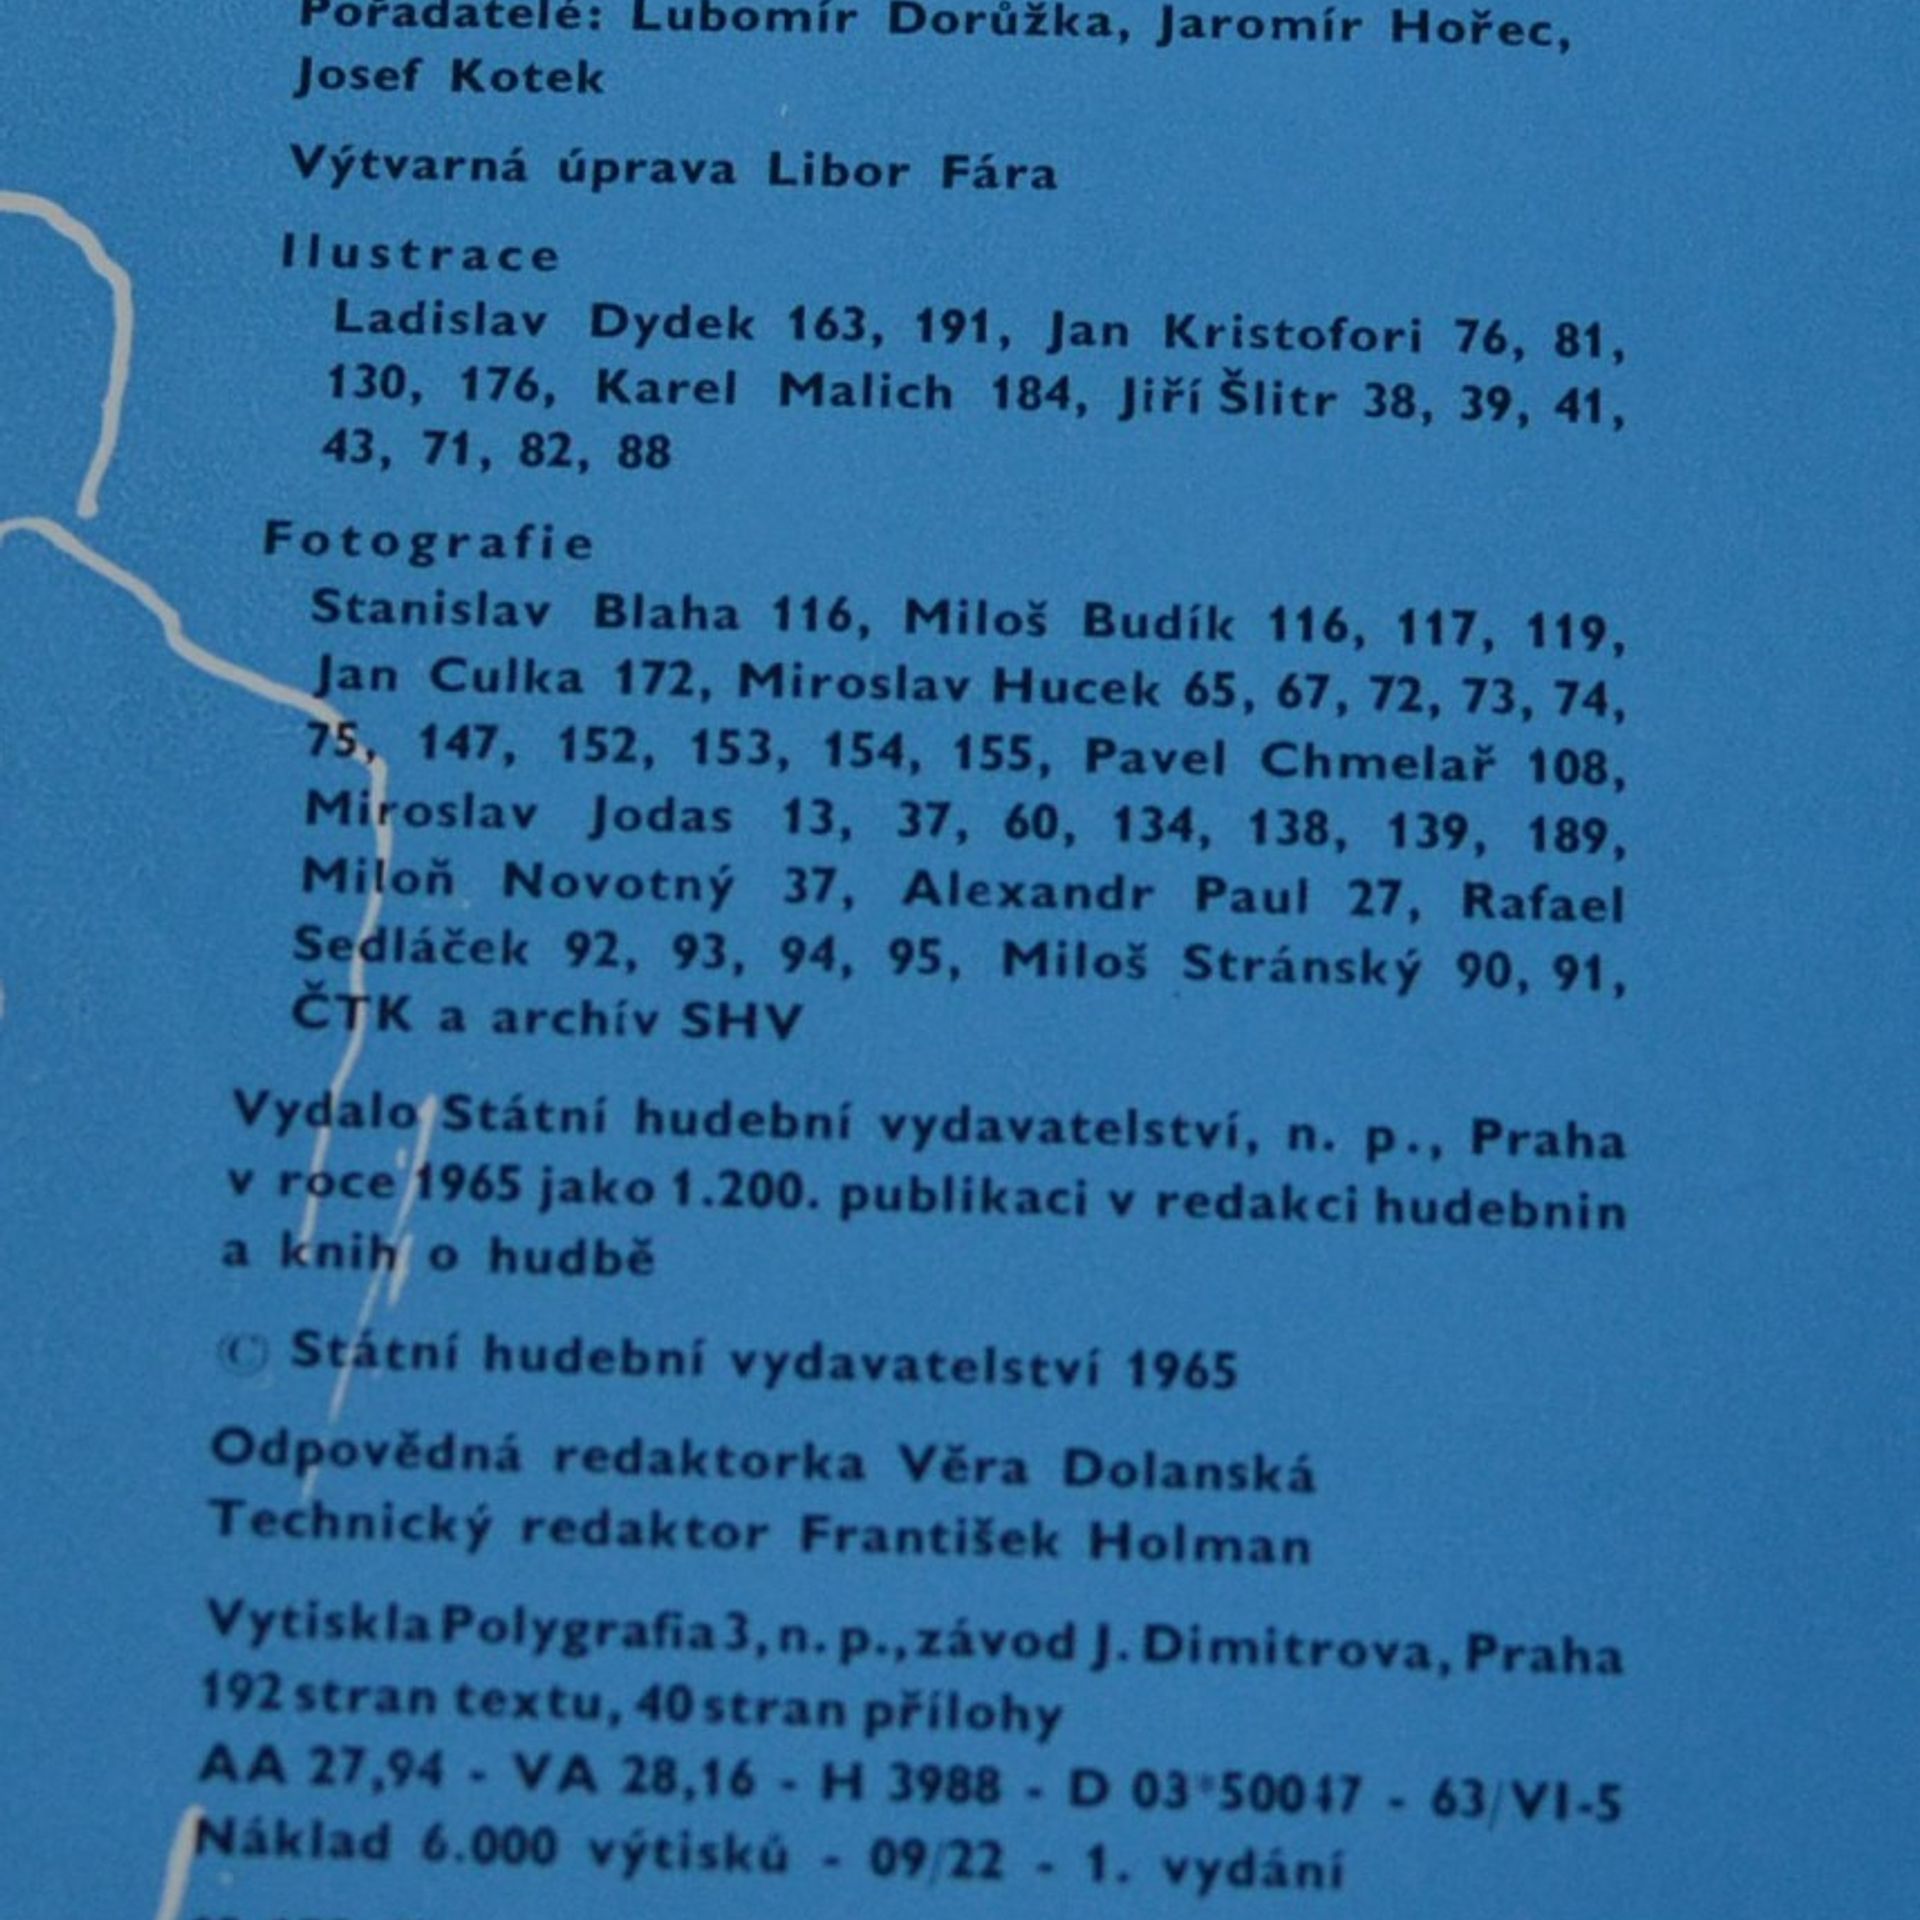 Pořadatelé: Lubomír Dorůžka, Jaromír Hořec,
Josef Kotek
Výtvarná úprava Libor Fára
Ilustrace
Ladislav Dydek 163, 191, Jan Kristofori 76, 81,
130, 176, Karel Malich 184, Jiří Šlitr 38, 39, 41,
43, 71, 82, 88
Fotografie
Stanislav Blaha 116, Miloš Budík 116, 117, 119,
Jan Culka 172, Miroslav Hucek 65, 67, 72, 73, 74,
75, 147, 152, 153, 154, 155, Pavel Chmelař 108,
Miroslav Jodas 13, 37, 60, 134, 138, 139, 189,
Miloň Novotný 37, Alexandr Paul 27, Rafael
Sedláček 92, 93, 94, 95, Miloš Stránský 90, 91,
ČTK a archív SHV
Vydalo Státní hudební vydavatelství, n. p., Praha
v roce 1965 jako 1.200. publikaci v redakci hudebnin
a knih o hudbě
© Státní hudební vydavatelství 1965
Odpovědná redaktorka Věra Dolanská
Technický redaktor František Holman
Vytiskla Polygrafia 3, n. p., závod J. Dimitrova, Praha
192 stran textu, 40 stran přílohy
AA 27,94 - VA 28,16 - H 3988 - D 03*50047 - 63/VI-5
Náklad 6.000 výtisků - 09/22 - 1. vydání